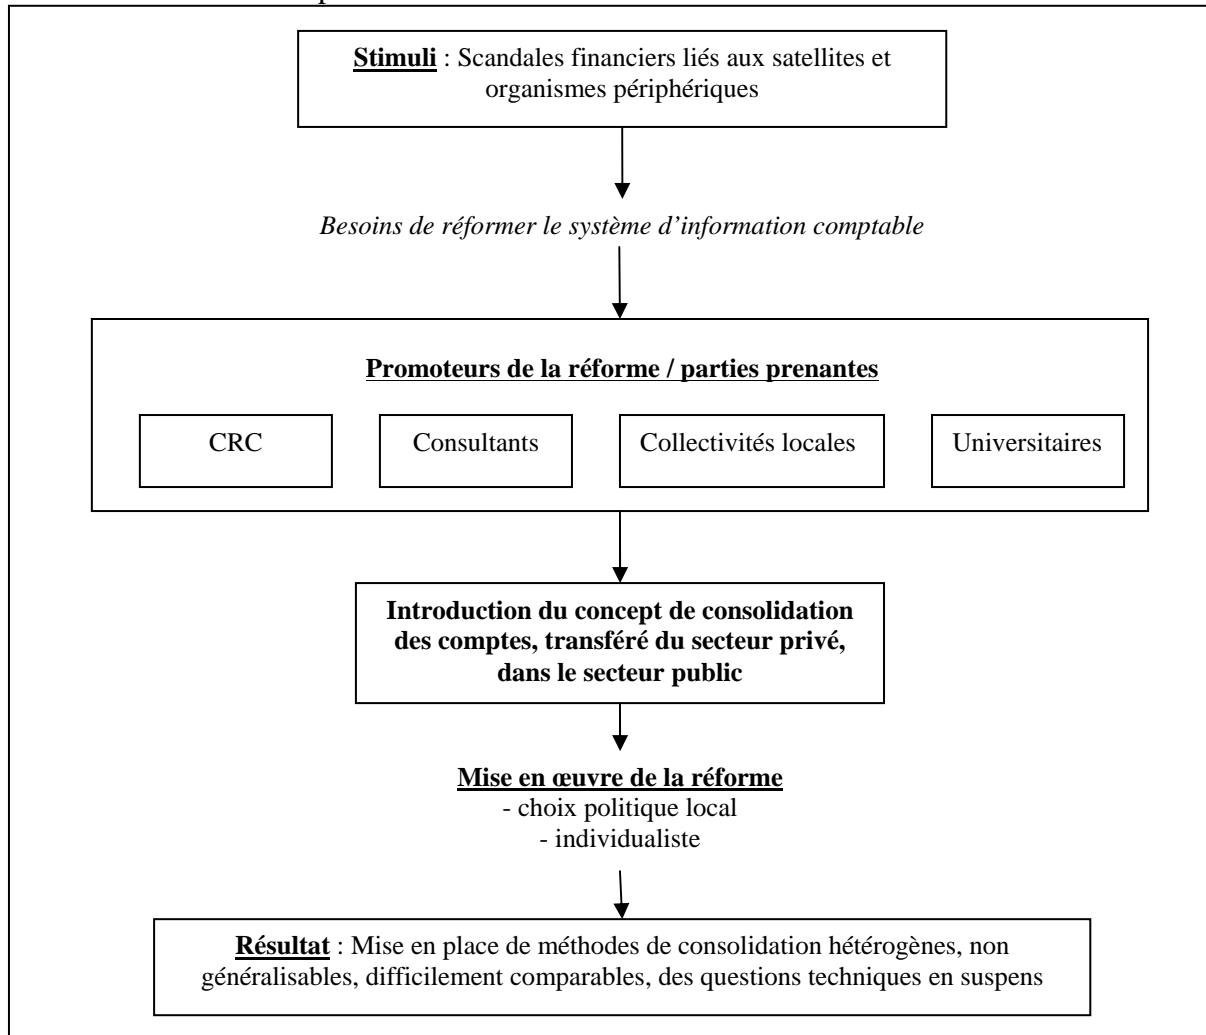 Stimuli : Scandales financiers liés aux satellites et
organismes périphériques
Besoins de réformer le système d’information comptable
Promoteurs de la réforme / parties prenantes
CRC
Consultants
Collectivités locales
Universitaires
Introduction du concept de consolidation
des comptes, transféré du secteur privé,
dans le secteur public
Mise en œuvre de la réforme
- choix politique local
- individualiste
Résultat : Mise en place de méthodes de consolidation hétérogènes, non
généralisables, difficilement comparables, des questions techniques en suspens